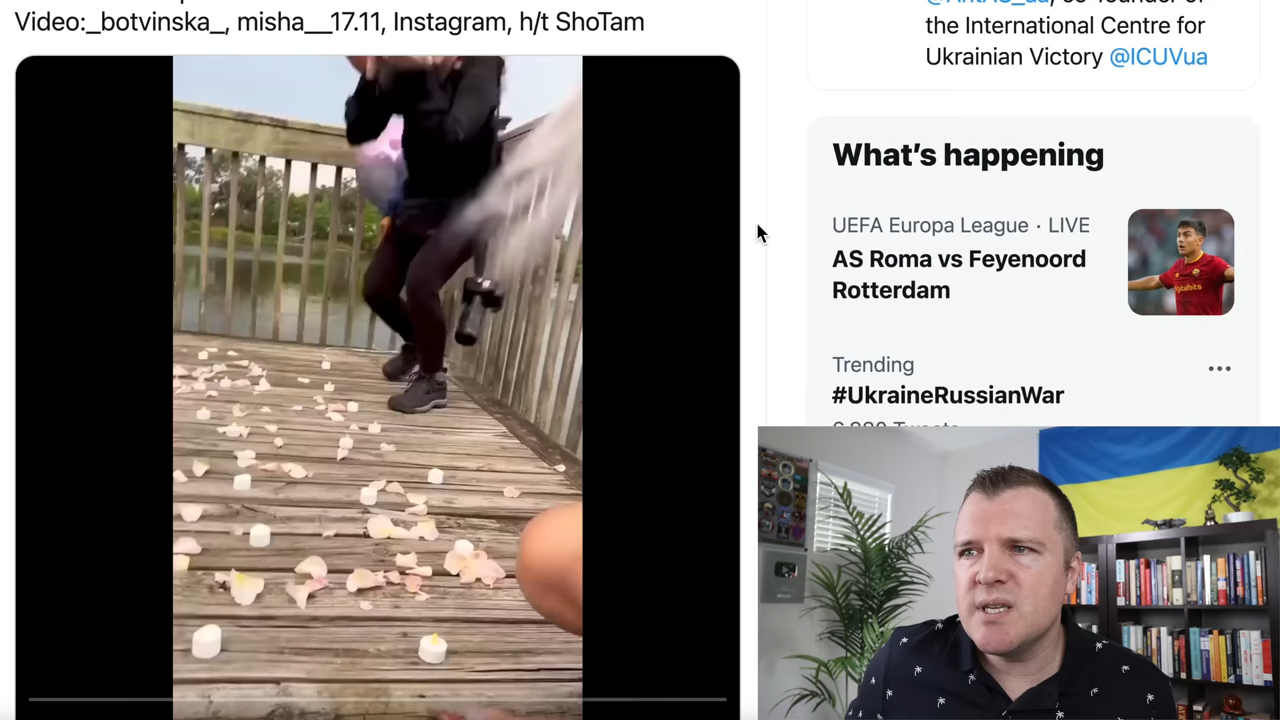 Video:_botvinska_, misha__17.11, Instagram, h/t ShoTam
the International Centre for
Ukrainian Victory @ICUVua
What's happening
UEFA Europa League · LIVE
AS Roma vs Feyenoord
Rotterdam
Trending
#UkraineRussianWar